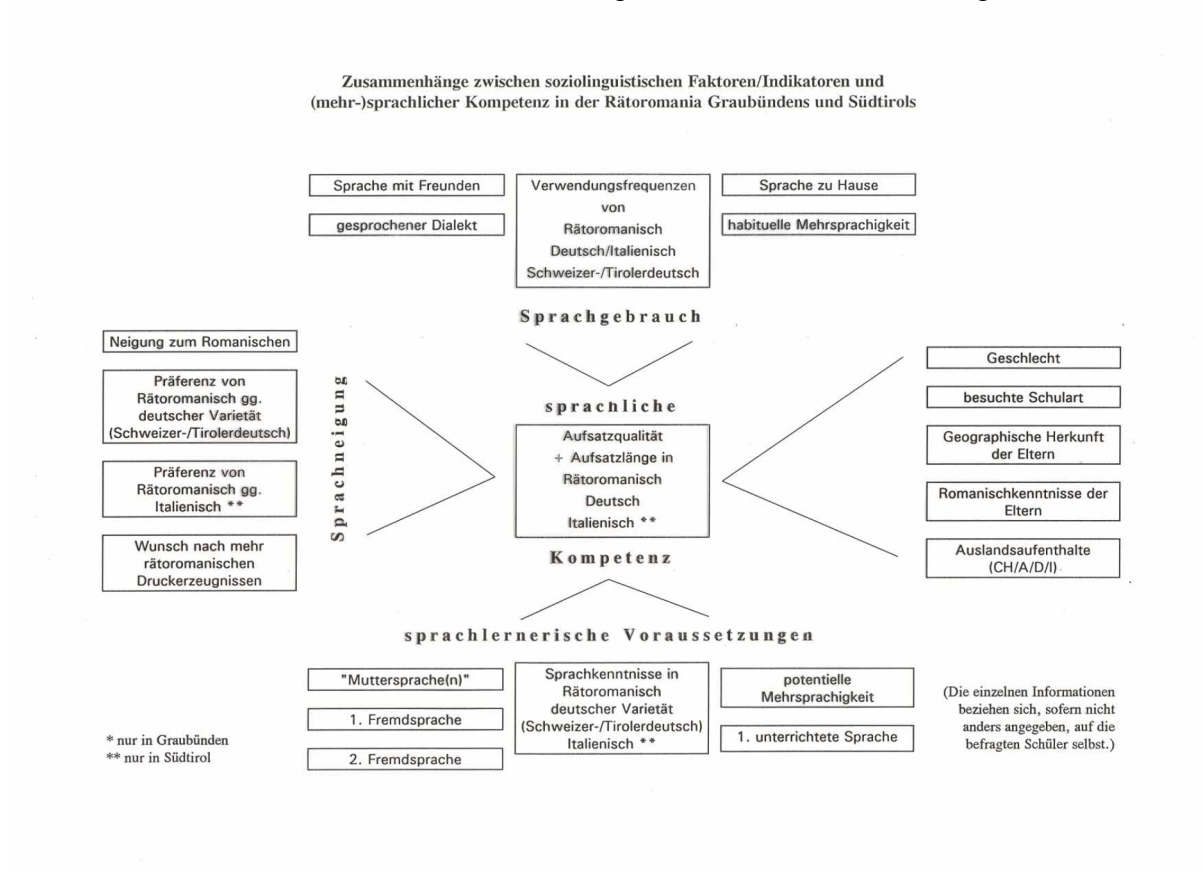 Zusammenhänge zwischen soziolinguistischen Faktoren/Indikatoren und
(mehr-)sprachlicher Kompetenz in der Rätoromania Graubündens und Südtirols
Sprache mit Freunden
gesprochener Dialekt
Verwendungsfrequenzen
von
Rätoromanisch
Deutsch/Italienisch
Schweizer-/Tirolerdeutsch
Sprache zu Hause
habituelle Mehrsprachigkeit
Sprachgebrauch
Neigung zum Romanischen
Präferenz von
Rätoromanisch gg.
deutscher Varietät
(Schweizer-/Tirolerdeutsch)
Präferenz von
Rätoromanisch gg.
Italienisch **
Wunsch nach mehr
rätoromanischen
Druckerzeugnissen
Sprachneigung
sprachliche
Aufsatzqualität
+ Aufsatzlänge in
Rätoromanisch
Deutsch
Italienisch **
Kompetenz
Geschlecht
besuchte Schulart
Geographische Herkunft
der Eltern
Romanischkenntnisse der
Eltern
Auslandsaufenthalte
(CH/A/D/I)
sprachlernerische Voraussetzungen
"Muttersprache(n)"
1. Fremdsprache
2. Fremdsprache
Sprachkenntnisse in
Rätoromanisch
deutscher Varietät
(Schweizer-/Tirolerdeutsch)
Italienisch **
potentielle
Mehrsprachigkeit
1. unterrichtete Sprache
(Die einzelnen Informationen
beziehen sich, sofern nicht
anders angegeben, auf die
befragten Schüler selbst.)
* nur in Graubünden
** nur in Südtirol